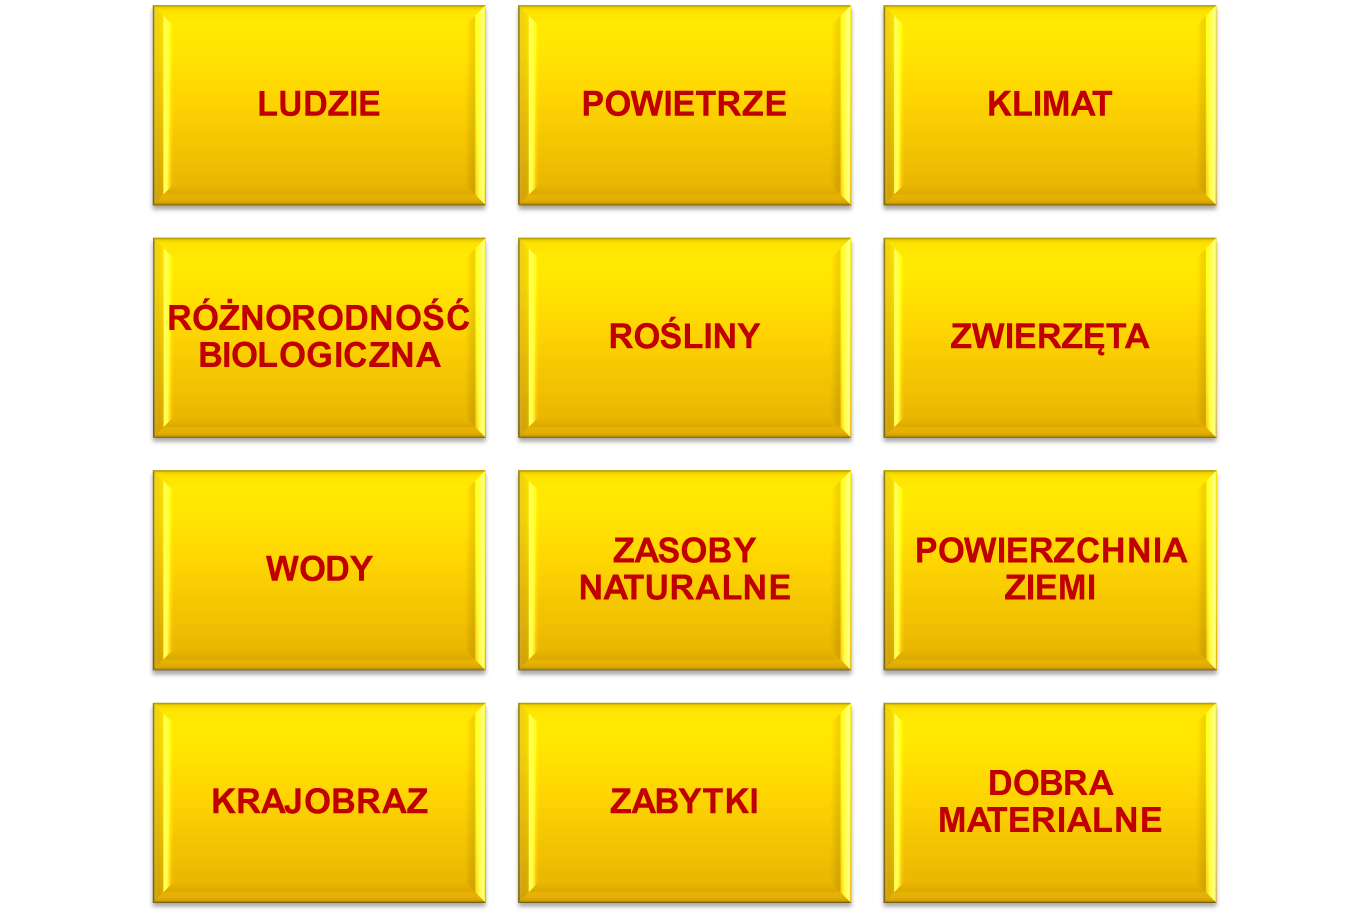 LUDZIE
POWIETRZE
KLIMAT
RÓŻNORODNOŚĆ
BIOLOGICZNA
ROŚLINY
ZWIERZĘTA
WODY
ZASOBY
NATURALNE
POWIERZCHNIA
ZIEMI
KRAJOBRAZ
ZABYTKI
DOBRA
MATERIALNE